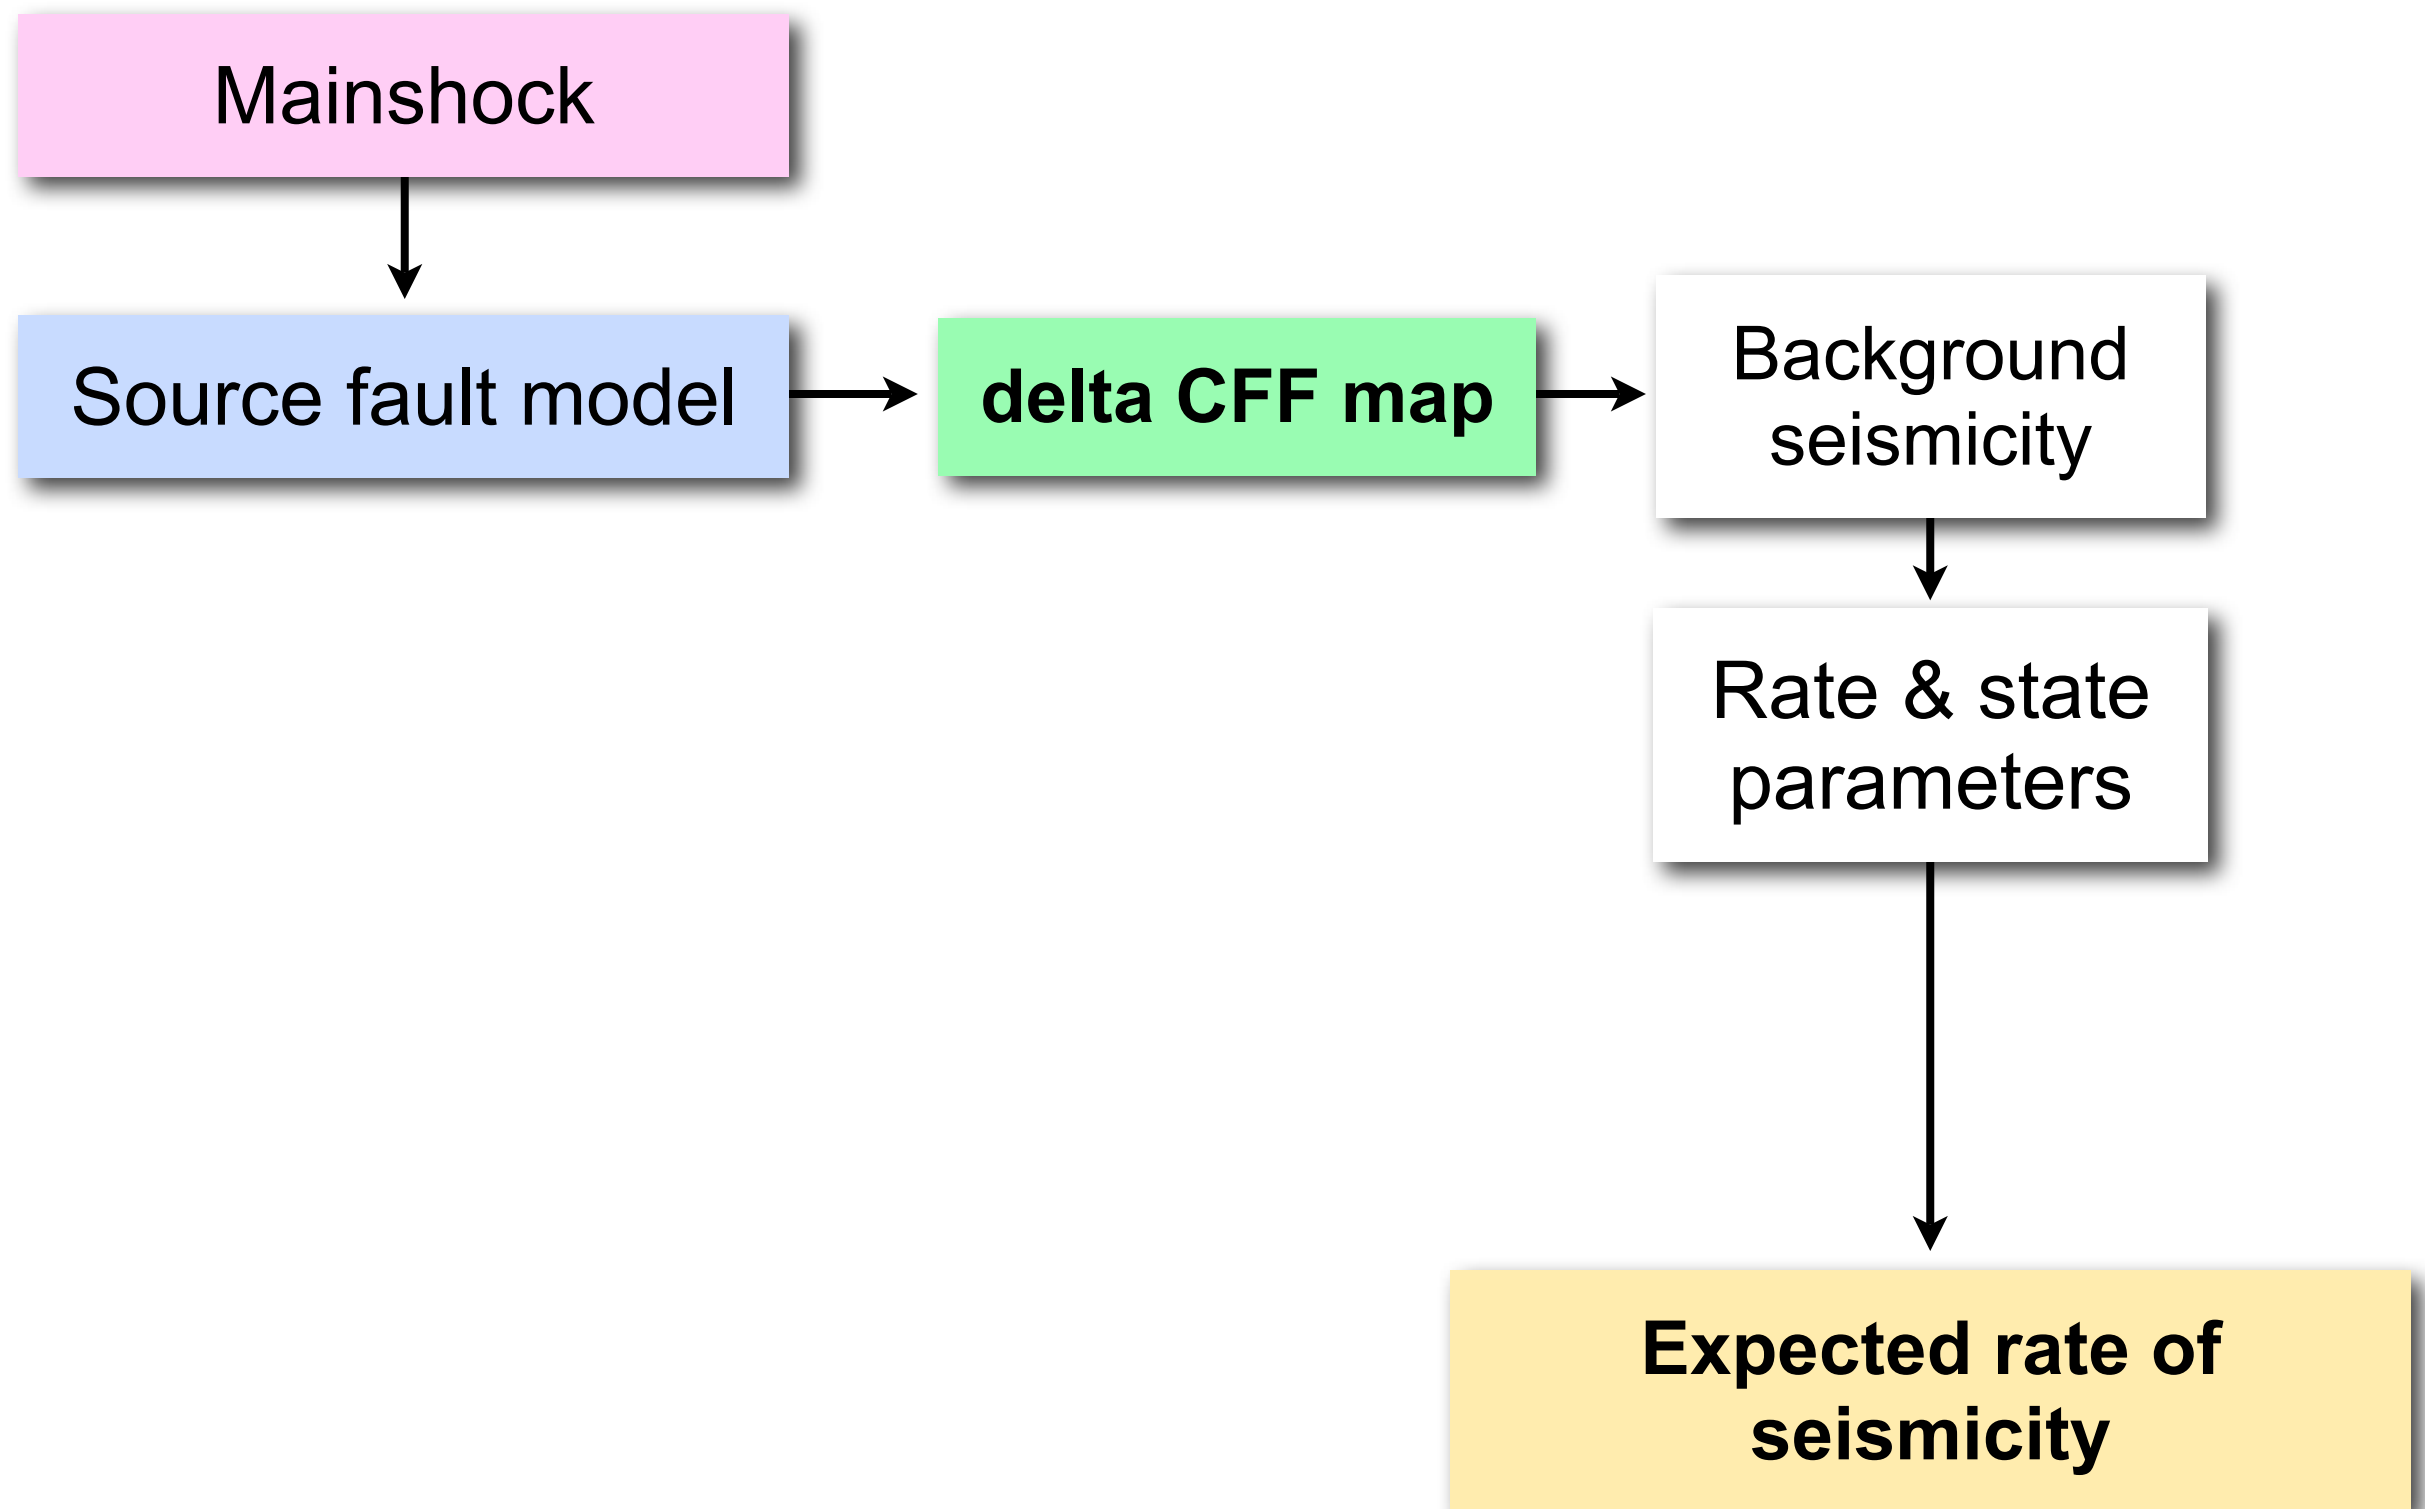 Mainshock
Source fault model
delta CFF map
Background
seismicity
Rate & state
parameters
Expected rate of
seismicity